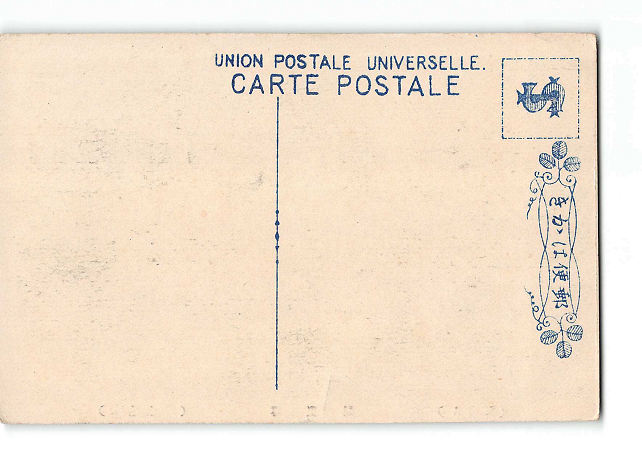 UNION POSTALE UNIVERSELLE.
CARTE POSTALE
きかは便郵